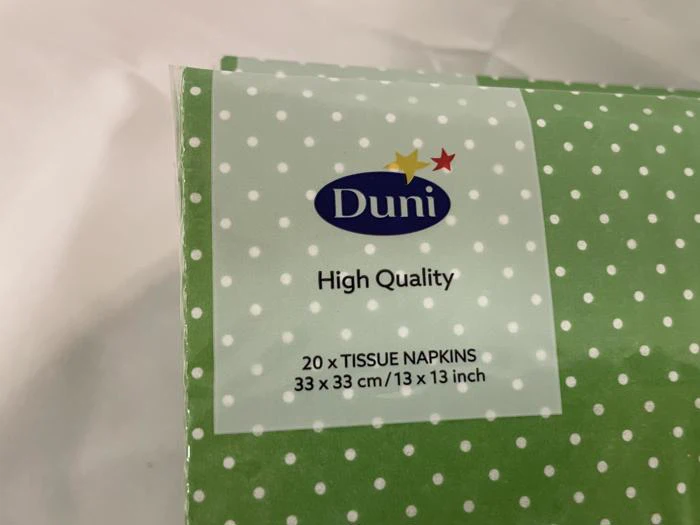 Duni
High Quality
20 x TISSUE NAPKINS
33 x 33 cm/13 x 13 inch